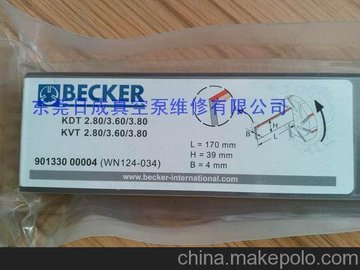 BECKER
东莞日成真空泵维修有限公司
KDT 2.80/3.60/3.80
KVT 2.80/3.60/3.80
B
H
L
L = 170 mm
H = 39 mm
B = 4 mm
901330 00004 (WN124-034)
www.becker-international.com
china.makepolo.com